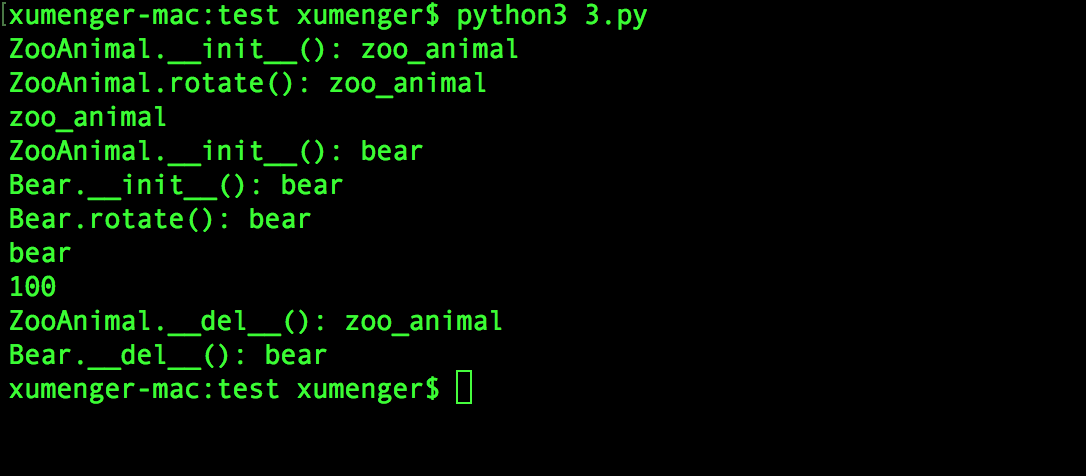 [xumenger-mac:test xumenger$ python3 3.py
ZooAnimal.__init__(): zoo_animal
ZooAnimal.rotate(): zoo_animal
zoo_animal
ZooAnimal.__init__(): bear
Bear.__init__(): bear
Bear.rotate(): bear
bear
100
ZooAnimal.__del__(): zoo_animal
Bear.__del__(): bear
xumenger-mac:test xumenger$